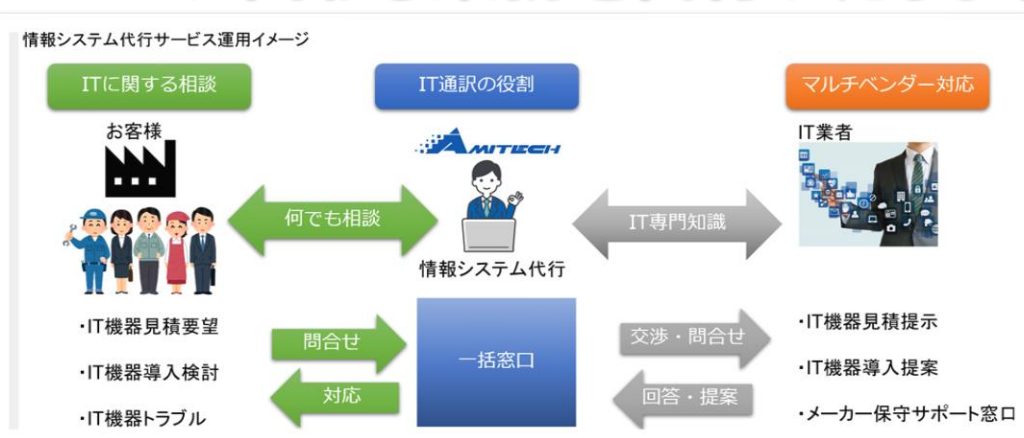 情報システム代行サービス運用イメージ
ITに関する相談
IT通訳の役割
マルチベンダー対応
お客様
AMITECH
IT業者
何でも相談
IT専門知識
情報システム代行
・IT機器見積要望
・IT機器導入検討
・IT機器トラブル
問合せ
対応
一括窓口
交渉・問合せ
回答・提案
・IT機器見積提示
・IT機器導入提案
・メーカー保守サポート窓口